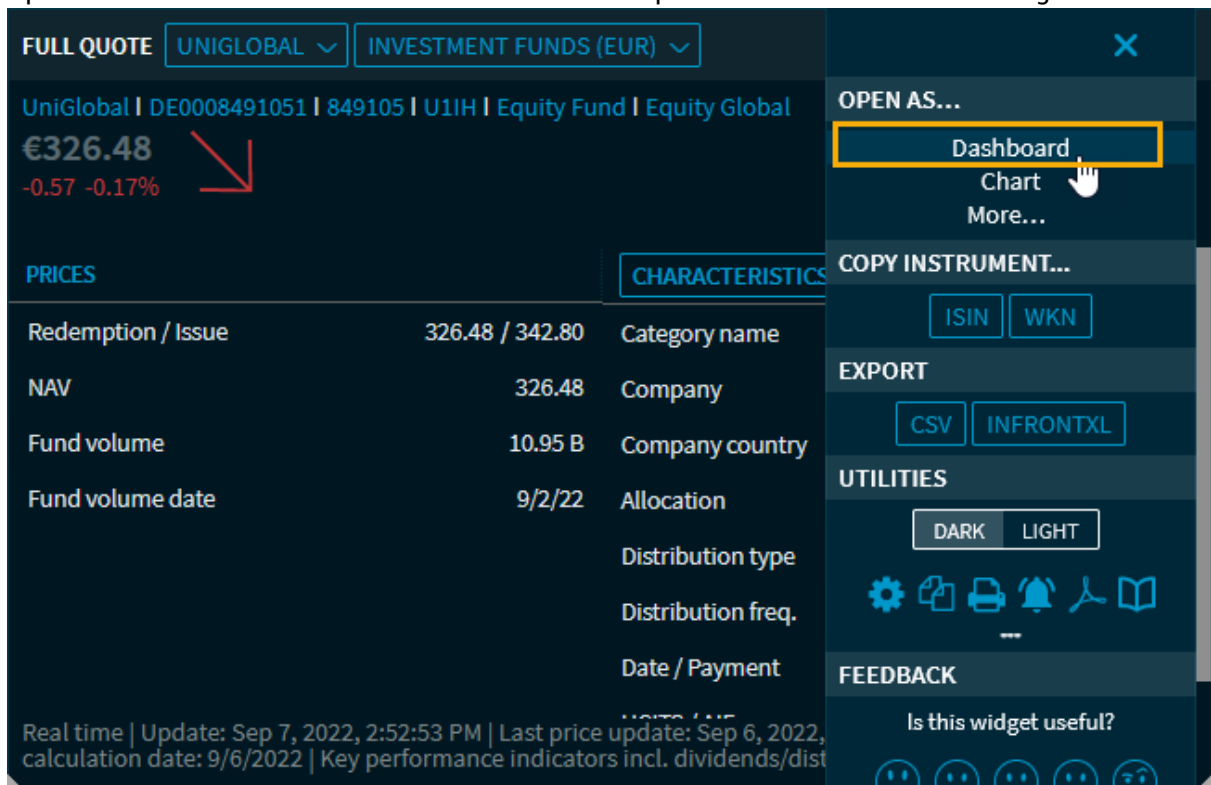 FULL QUOTE UNIGLOBAL INVESTMENT FUNDS (EUR)
UniGlobal I DE0008491051 I 849105 I U1IH I Equity Fund I Equity Global
€326.48
-0.57 -0.17%
PRICES
Redemption / Issue 326.48 / 342.80
NAV 326.48
Fund volume 10.95 B
Fund volume date 9/2/22
CHARACTERISTICS
Category name
Company
Company country
Allocation
Distribution type
Distribution freq.
Date / Payment
Real time | Update: Sep 7, 2022, 2:52:53 PM | Last price update: Sep 6, 2022,
calculation date: 9/6/2022 | Key performance indicators incl. dividends/dist
OPEN AS...
Dashboard
Chart
More...
COPY INSTRUMENT...
ISIN WKN
EXPORT
CSV INFRONTXL
UTILITIES
DARK LIGHT
FEEDBACK
Is this widget useful?